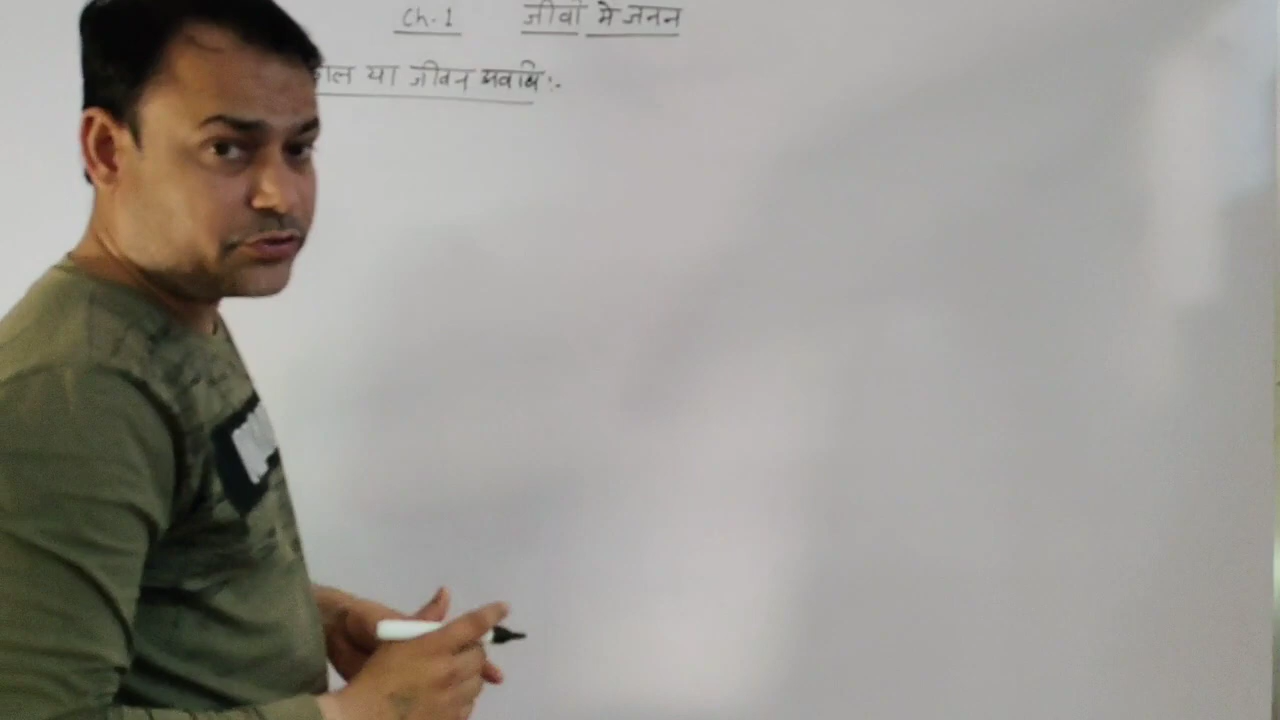 Ch. 1 जीवों मे जनन
काल या जीवन अवधि :-